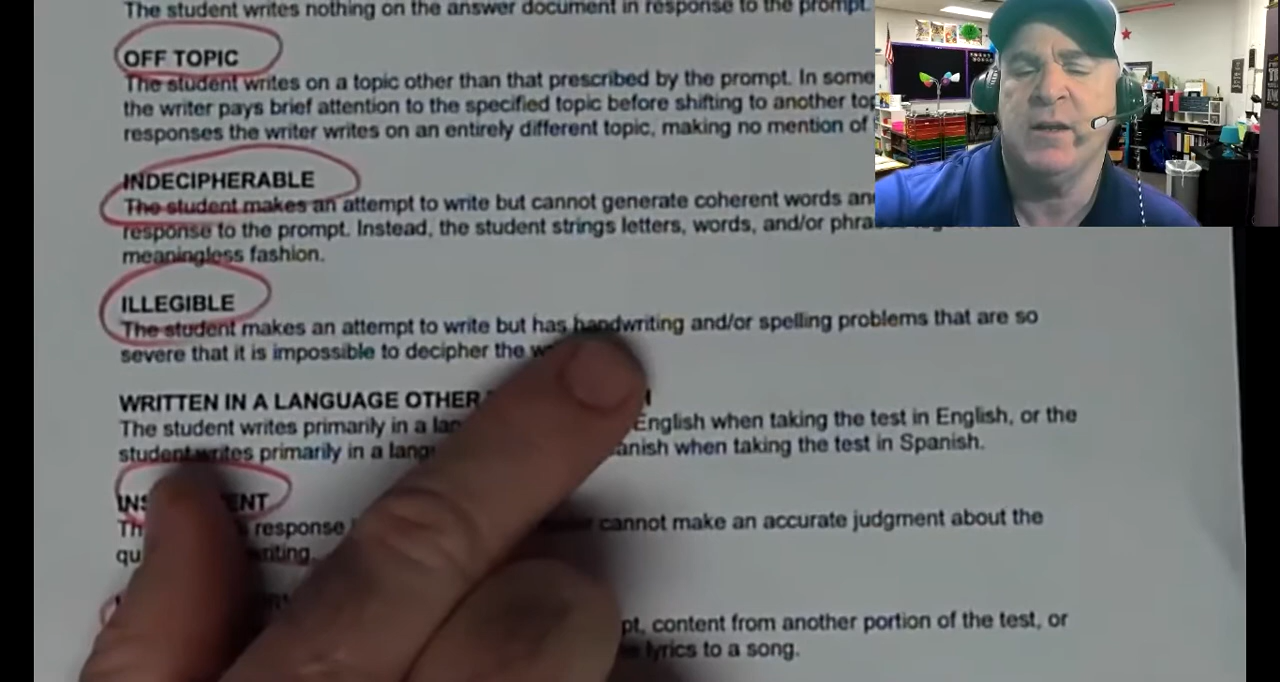 The student writes nothing on the answer document in response to the prompt.
OFF TOPIC
The student writes on a topic other than that prescribed by the prompt. In some
the writer pays brief attention to the specified topic before shifting to another
responses the writer writes on an entirely different topic, making no mention of
INDECIPHERABLE
The student makes an attempt to write but cannot generate coherent words
response to the prompt. Instead, the student strings letters, words, and/or
meaningless fashion.
ILLEGIBLE
The student makes an attempt to write but has handwriting and/or spelling problems that are so
severe that it is impossible to decipher the
WRITTEN IN A LANGUAGE OTHER
The student writes primarily in a English when taking the test in English, or the
student writes primarily in a when taking the test in Spanish.
response cannot make an accurate judgment about the
content from another portion of the test, or
lyrics to a song.